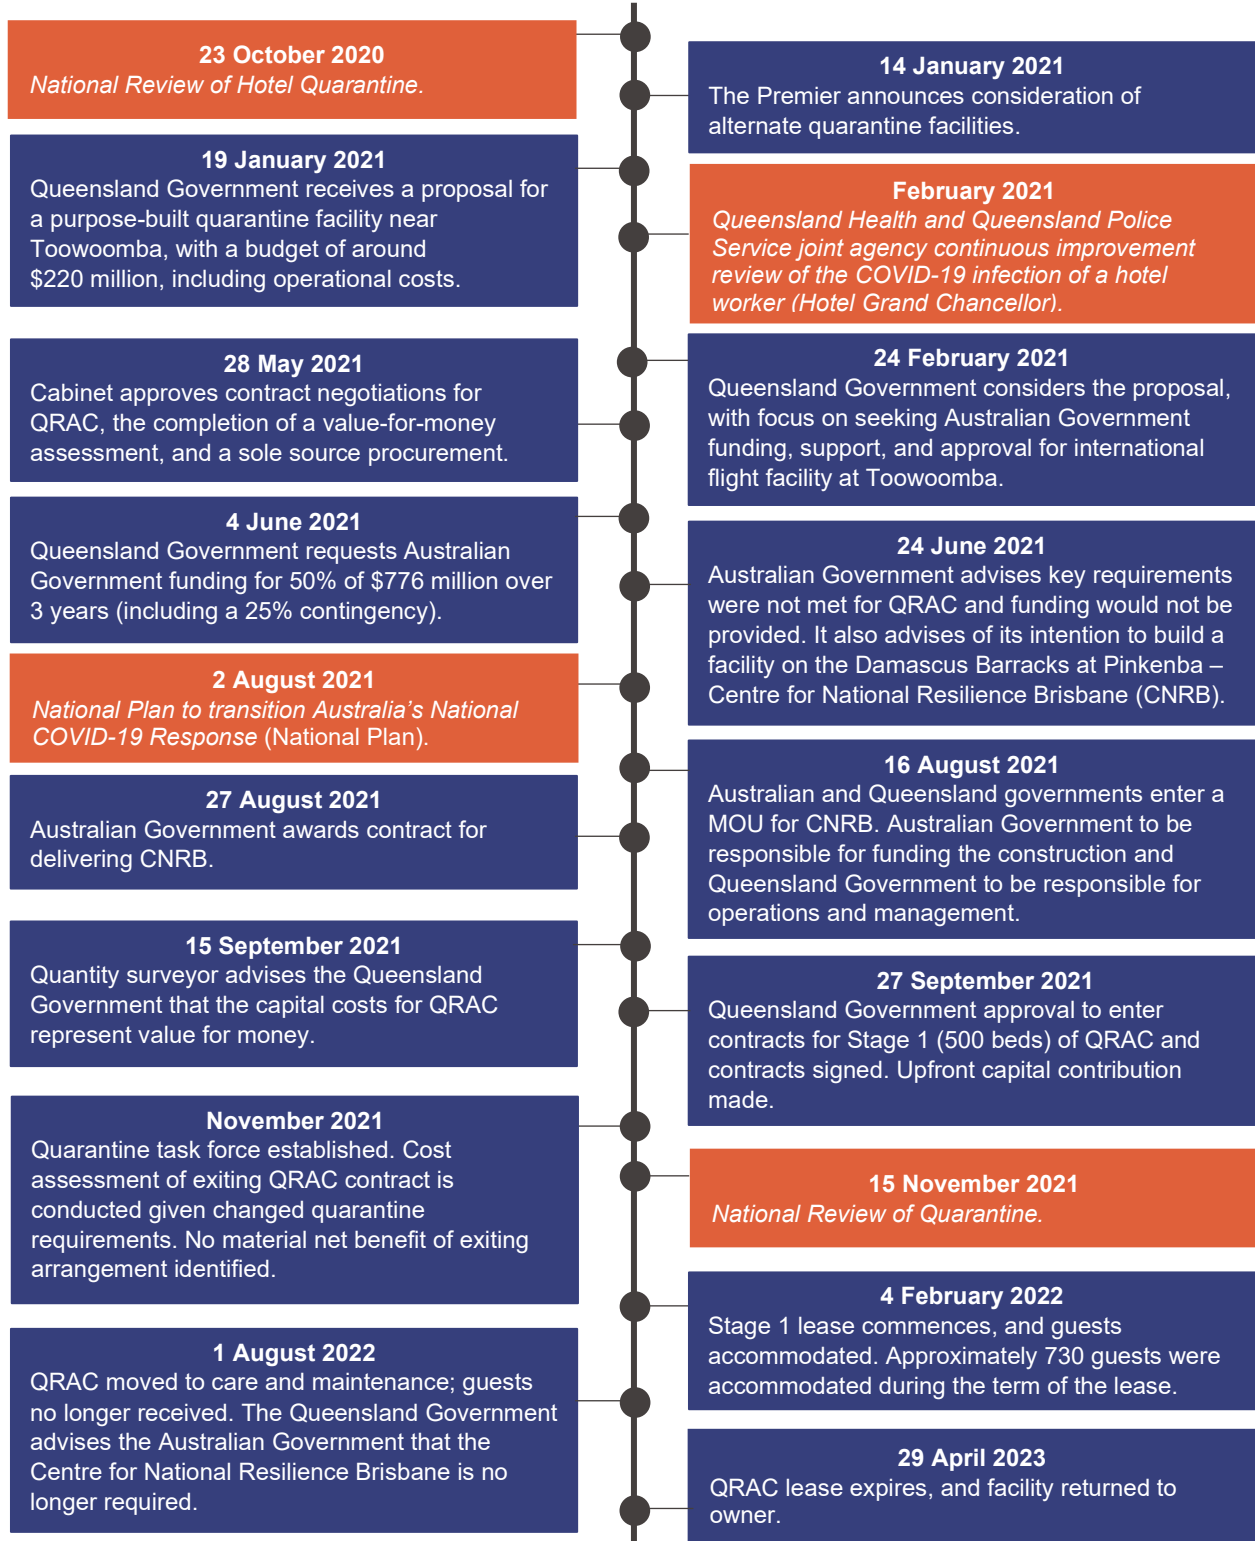 23 October 2020
National Review of Hotel Quarantine.
14 January 2021
The Premier announces consideration of
alternate quarantine facilities.
19 January 2021
Queensland Government receives a proposal for
a purpose-built quarantine facility near
Toowoomba, with a budget of around
$220 million, including operational costs.
February 2021
Queensland Health and Queensland Police
Service joint agency continuous improvement
review of the COVID-19 infection of a hotel
worker (Hotel Grand Chancellor).
24 February 2021
Queensland Government considers the proposal,
with focus on seeking Australian Government
funding, support, and approval for international
flight facility at Toowoomba.
28 May 2021
Cabinet approves contract negotiations for
QRAC, the completion of a value-for-money
assessment, and a sole source procurement.
4 June 2021
Queensland Government requests Australian
Government funding for 50% of $776 million over
3 years (including a 25% contingency).
24 June 2021
Australian Government advises key requirements
were not met for QRAC and funding would not be
provided. It also advises of its intention to build a
facility on the Damascus Barracks at Pinkenba –
Centre for National Resilience Brisbane (CNRB).
2 August 2021
National Plan to transition Australia's National
COVID-19 Response (National Plan).
16 August 2021
Australian and Queensland governments enter a
MOU for CNRB. Australian Government to be
responsible for funding the construction and
Queensland Government to be responsible for
operations and management.
27 August 2021
Australian Government awards contract for
delivering CNRB.
15 September 2021
Quantity surveyor advises the Queensland
Government that the capital costs for QRAC
represent value for money.
27 September 2021
Queensland Government approval to enter
contracts for Stage 1 (500 beds) of QRAC and
contracts signed. Upfront capital contribution
made.
November 2021
Quarantine task force established. Cost
assessment of exiting QRAC contract is
conducted given changed quarantine
requirements. No material net benefit of exiting
arrangement identified.
15 November 2021
National Review of Quarantine.
4 February 2022
Stage 1 lease commences, and guests
accommodated. Approximately 730 guests were
accommodated during the term of the lease.
1 August 2022
QRAC moved to care and maintenance; guests
no longer received. The Queensland Government
advises the Australian Government that the
Centre for National Resilience Brisbane is no
longer required.
29 April 2023
QRAC lease expires, and facility returned to
owner.